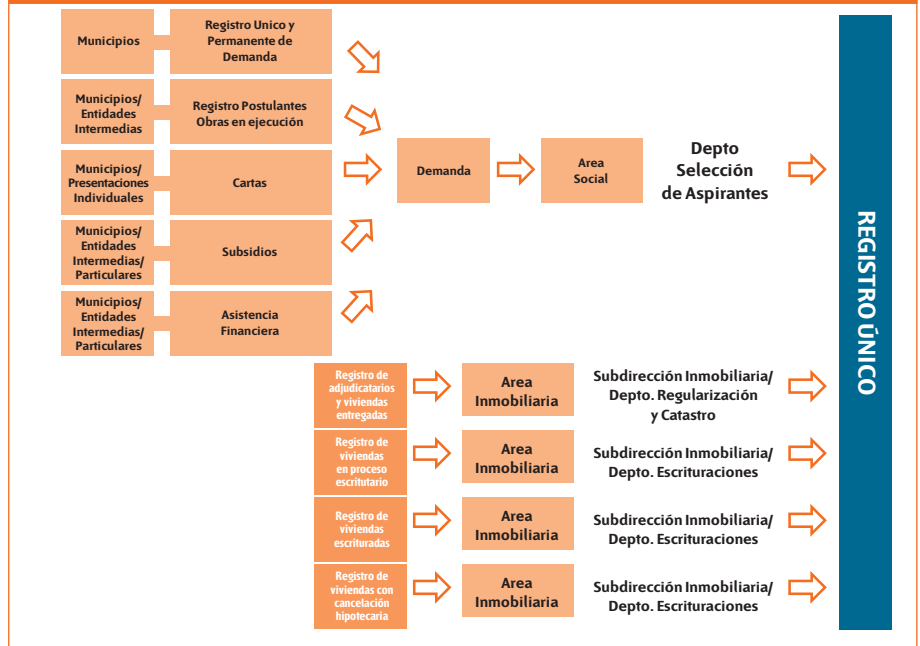 Municipios
Registro Unico y
Permanente de
Demanda
Municipios/
Entidades
Intermedias
Registro Postulantes
Obras en ejecución
Municipios/
Presentaciones
Individuales
Cartas
Municipios/
Entidades
Intermedias/
Particulares
Subsidios
Municipios/
Entidades
Intermedias/
Particulares
Asistencia
Financiera
Demanda
Area
Social
Depto
Selección
de Aspirantes
Registro de
adjudicatarios
y viviendas
entregadas
Area
Inmobiliaria
Subdirección Inmobiliaria/
Depto. Regularización
y Catastro
Registro de
viviendas
en proceso
escritutario
Area
Inmobiliaria
Subdirección Inmobiliaria/
Depto. Escrituraciones
Registro de
viviendas
escrituradas
Area
Inmobiliaria
Subdirección Inmobiliaria/
Depto. Escrituraciones
Registro de
viviendas con
cancelación
hipotecaria
Area
Inmobiliaria
Subdirección Inmobiliaria/
Depto. Escrituraciones
REGISTRO ÚNICO